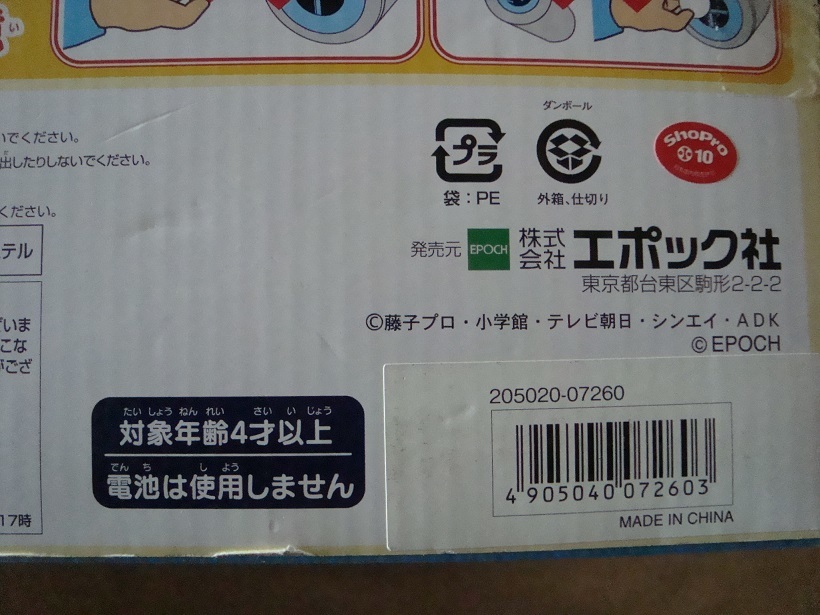 い
いでください。
出したりしないでください。
ください。
ステル
ダンボール
プラ
袋：PE
外箱、仕切り
ShoPro
10
発売元 EPOCH 株式会社 エポック社
東京都台東区駒形2-2-2
©藤子プロ・小学館・テレビ朝日・シンエイ・ADK
©EPOCH
いま
こな
がござ
17時
たいしょうねんれい さいいじょう
対象年齢4才以上
でんち しよう
電池は使用しません
205020-07260
4 905040 072603
MADE IN CHINA